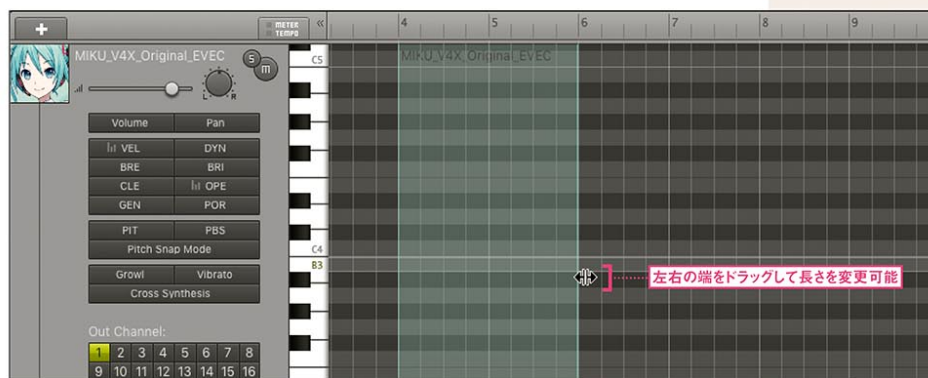 +
METER
TEMPO
«
4 5 6 7 8 9
MIKU_V4X_Original_EVEC
S
m
L R
Volume Pan
VEL DYN
BRE BRI
CLE OPE
GEN POR
PIT PBS
Pitch Snap Mode
Growl Vibrato
Cross Synthesis
Out Channel:
1 2 3 4 5 6 7 8
9 10 11 12 13 14 15 16
C5
C4
B3
MIKU_V4X_Original_EVEC
左右の端をドラッグして長さを変更可能